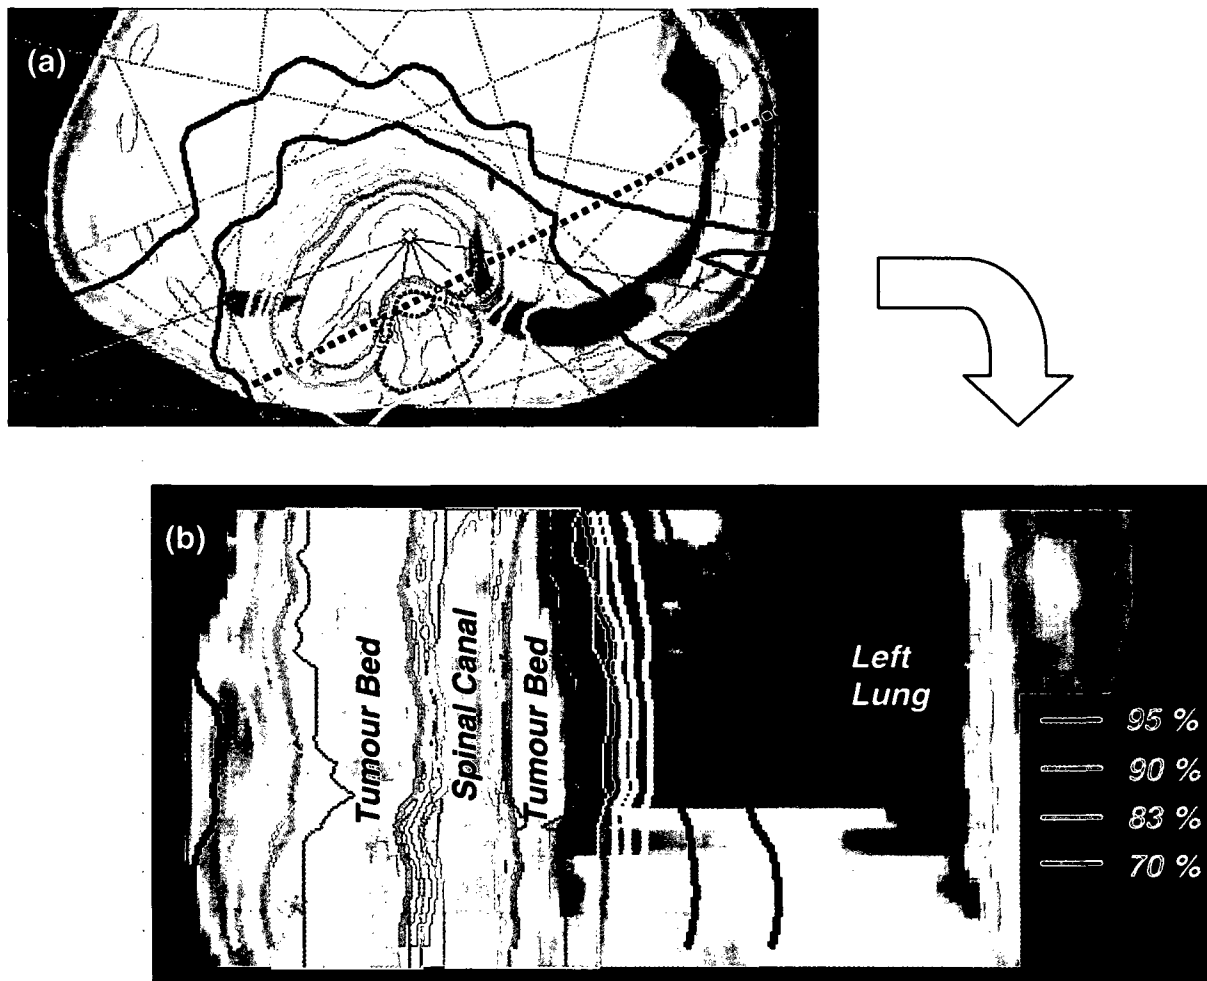 (a)
(b)
Tumour Bed
Spinal Canal
Tumour Bed
Left
Lung
95 %
90 %
83 %
70 %